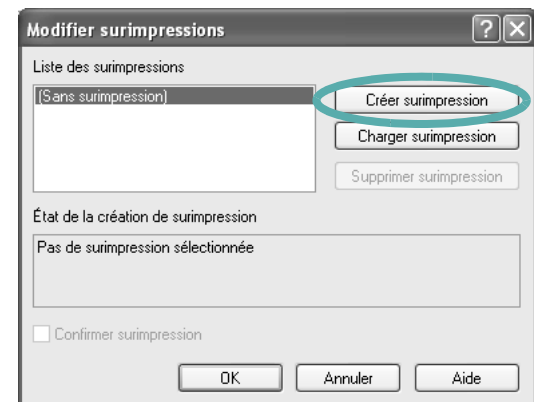 Modifier surimpressions
Liste des surimpressions
(Sans surimpression)
Créer surimpression
Charger surimpression
Supprimer surimpression
État de la création de surimpression
Pas de surimpression sélectionnée
Confirmer surimpression
OK Annuler Aide